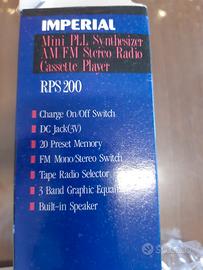 IMPERIAL
Mini PLL Synthesizer
AM FM Stereo Radio
Cassette Player
RPS 200
Charge On/Off Switch
DC Jack(3V)
20 Preset Memory
FM Mono/Stereo Switch
Tape Radio Selector
3 Band Graphic
Built-in Speaker
subito